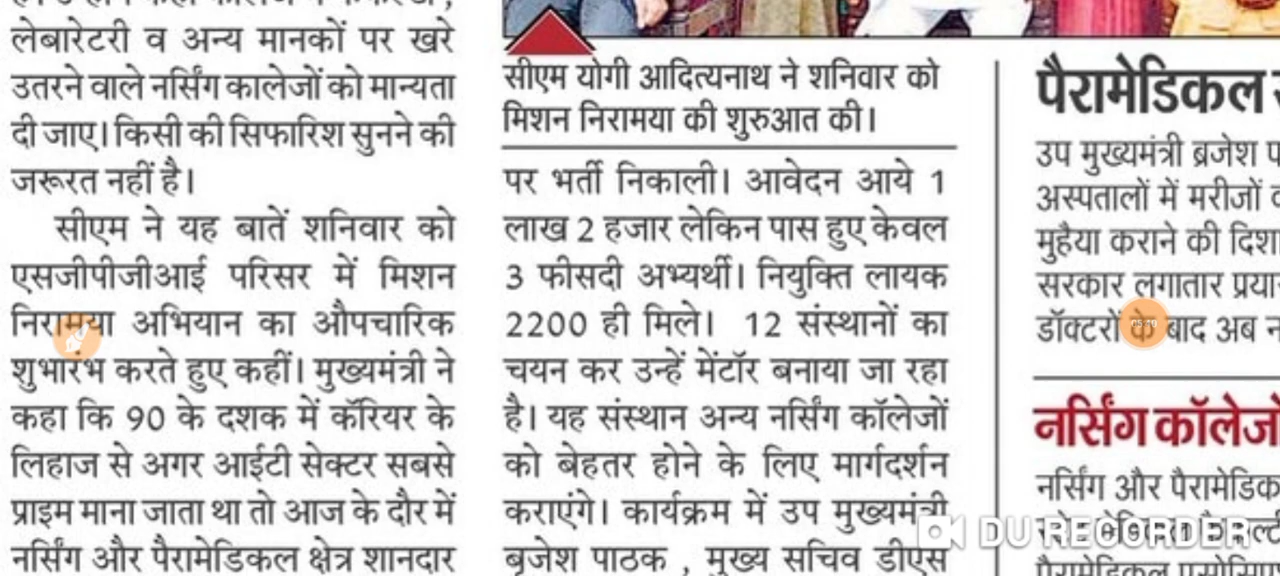 लेबारेटरी व अन्य मानकों पर खरे
उतरने वाले नर्सिंग कालेजों को मान्यता
दी जाए। किसी की सिफारिश सुनने की
जरूरत नहीं है।
सीएम ने यह बातें शनिवार को
एसजीपीजीआई परिसर में मिशन
निरामया अभियान का औपचारिक
शुभारंभ करते हुए कहीं। मुख्यमंत्री ने
कहा कि 90 के दशक में कॅरियर के
लिहाज से अगर आईटी सेक्टर सबसे
प्राइम माना जाता था तो आज के दौर में
नर्सिंग और पैरामेडिकल क्षेत्र शानदार
सीएम योगी आदित्यनाथ ने शनिवार को
मिशन निरामया की शुरुआत की।
पर भर्ती निकाली। आवेदन आये 1
लाख 2 हजार लेकिन पास हुए केवल
3 फीसदी अभ्यर्थी। नियुक्ति लायक
2200 ही मिले। 12 संस्थानों का
चयन कर उन्हें मेंटॉर बनाया जा रहा
है। यह संस्थान अन्य नर्सिंग कॉलेजों
को बेहतर होने के लिए मार्गदर्शन
कराएंगे। कार्यक्रम में उप मुख्यमंत्री
बृजेश पाठक , मुख्य सचिव डीएस
पैरामेडिकल
उप मुख्यमंत्री ब्रजेश
अस्पतालों में मरीजों
मुहैया कराने की दिशा
सरकार लगातार
डॉक्टरों के बाद अब
नर्सिंग कॉलेजों
नर्सिंग और
DU RECORDER